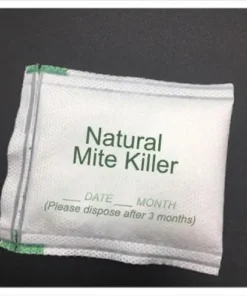 Natural
Mite Killer
___ DATE ___ MONTH
(Please dispose after 3 months)